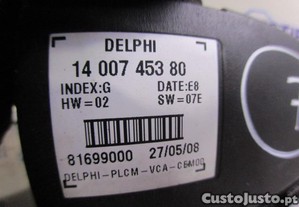 DELPHI
14 007 453 80
INDEX:G DATE:E8
HW=02 SW=07E
81699000 27/05/08
DELPHI-PLCM-VCA-CEMOO
CustoJusto.pt